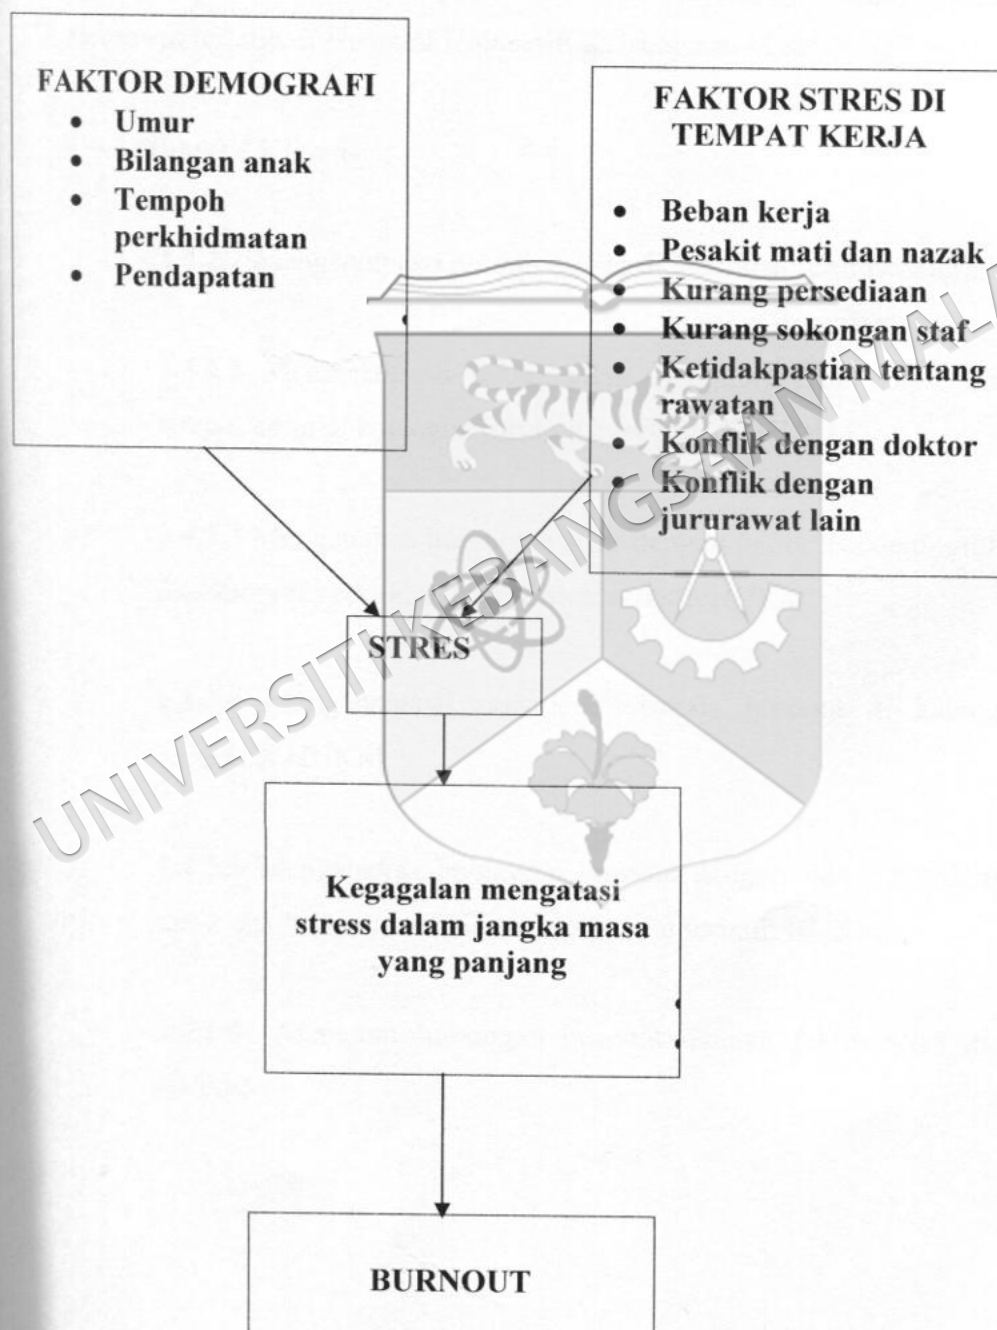 FAKTOR DEMOGRAFI
• Umur
• Bilangan anak
• Tempoh
perkhidmatan
• Pendapatan
FAKTOR STRES DI
TEMPAT KERJA
• Beban kerja
• Pesakit mati dan nazak
• Kurang persediaan
• Kurang sokongan staf
• Ketidakpastian tentang
rawatan
• Konflik dengan doktor
• Konflik dengan
jururawat lain
STRES
Kegagalan mengatasi
stress dalam jangka masa
yang panjang
BURNOUT
UNIVERSITI KEBANGSAAN MALA